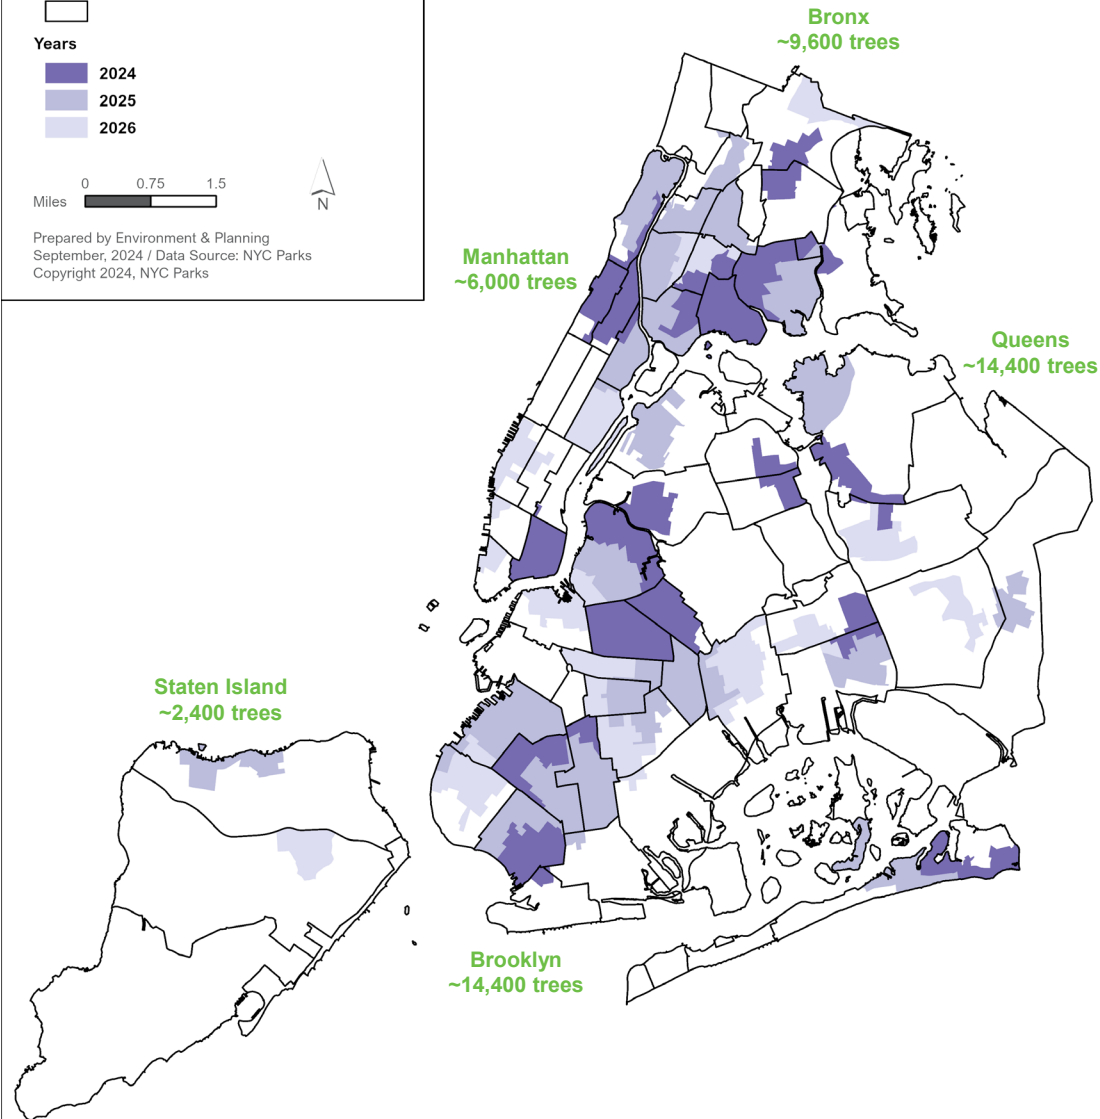 Years
2024
2025
2026
0 0.75 1.5
Miles
N
Prepared by Environment & Planning
September, 2024 / Data Source: NYC Parks
Copyright 2024, NYC Parks
Bronx
~9,600 trees
Manhattan
~6,000 trees
Queens
~14,400 trees
Staten Island
~2,400 trees
Brooklyn
~14,400 trees